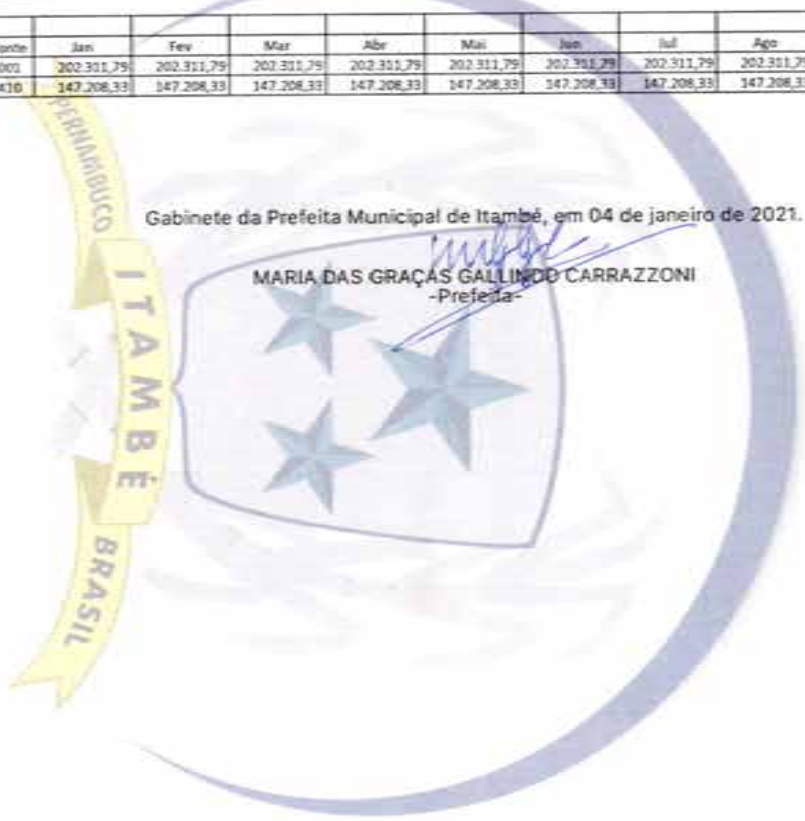 onte Jan Fev Mar Abr Mai Jun Jul Ago
001 202.311,79 202.311,79 202.311,79 202.311,79 202.311,79 202.311,79 202.311,79 202.311,79
410 147.208,33 147.208,33 147.208,33 147.208,33 147.208,33 147.208,33 147.208,33 147.208,33
Gabinete da Prefeita Municipal de Itambé, em 04 de janeiro de 2021.
MARIA DAS GRAÇAS GALLINDO CARRAZZONI
-Prefeita-
PERNAMBUCO
ITAMBÉ
BRASIL